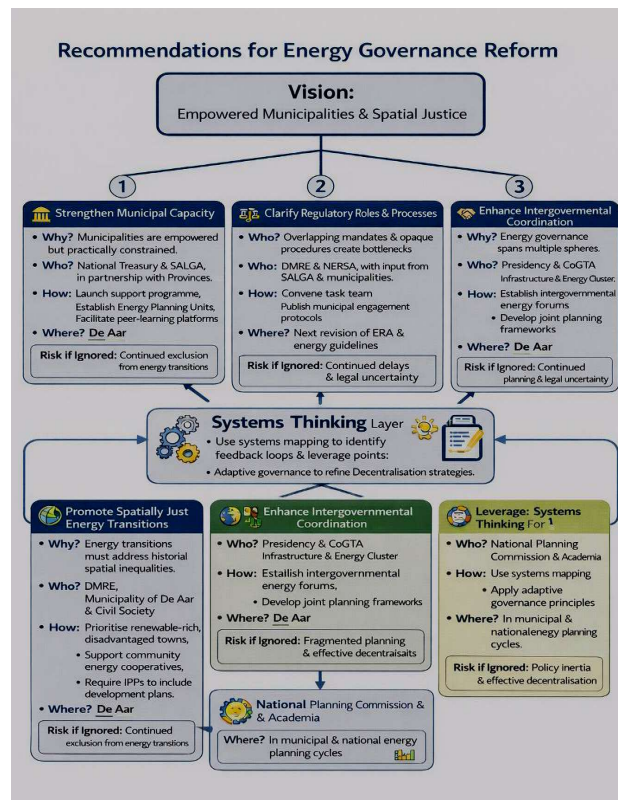 Recommendations for Energy Governance Reform
Vision:
Empowered Municipalities & Spatial Justice
1
2
3
Strengthen Municipal Capacity
• Why? Municipalities are empowered
but practically constrained.
• Who? National Treasury & SALGA,
in partnership with Provinces.
• How: Launch support programme,
Establish Energy Planning Units,
Facilitate peer-learning platforms
• Where? De Aar
Risk if Ignored: Continued exclusion
from energy transitions
Clarify Regulatory Roles & Processes
• Who? Overlapping mandates & opaque
procedures create bottlenecks
• Who: DMRE & NERSA, with input from
SALGA & municipalities.
• How: Convene task team
Publish municipal engagement
protocols
• Where? Next revision of ERA &
energy guidelines
Risk if Ignored: Continued delays
& legal uncertainty
Enhance Intergovermental
Coordination
• Why? Energy governance
spans multiple spheres.
• Who? Presidency & CoGTA
Infrastructure & Energy Cluster.
• How: Establish intergovernmental
energy forums
• Develop joint planning
frameworks
• Where? De Aar
Risk if Ignored: Continued
planning & legal uncertainty
Systems Thinking Layer
• Use systems mapping to identify
feedback loops & leverage points:
• Adaptive governance to refine Decentralisation strategies.
Promote Spatially Just
Energy Transitions
• Why? Energy transitions
must address historial
spatial inequalities.
• Who? DMRE,
Municipality of De Aar
& Civil Society
• How: Prioritise renewable-rich,
disadvantaged towns,
• Support community
energy cooperatives,
• Require IPPs to include
development plans.
• Where? De Aar
Risk if Ignored: Continued
exclusion from energy transtions
Enhance Intergovernmental
Coordination
• Who? Presidency & CoGTA
Infrastructure & Energy Cluster
• How: Estallish intergovernmental
energy forums,
• Develop joint planning frameworks
• Where? De Aar
Risk if Ignored: Fragmented planning
& effective decentraisaits
Leverage: Systems
Thinking For 1
• Who? National Planning
Commission & Academia
• How: Use systems mapping
• Apply adaptive
governance principles
• Where? In municipal &
nationalenegy planning
cycles.
Risk if Ignored: Policy inertia
& effective decentralisation
National Planning Commission &
& Academia
Where? In municipal & national energy
planning cycles